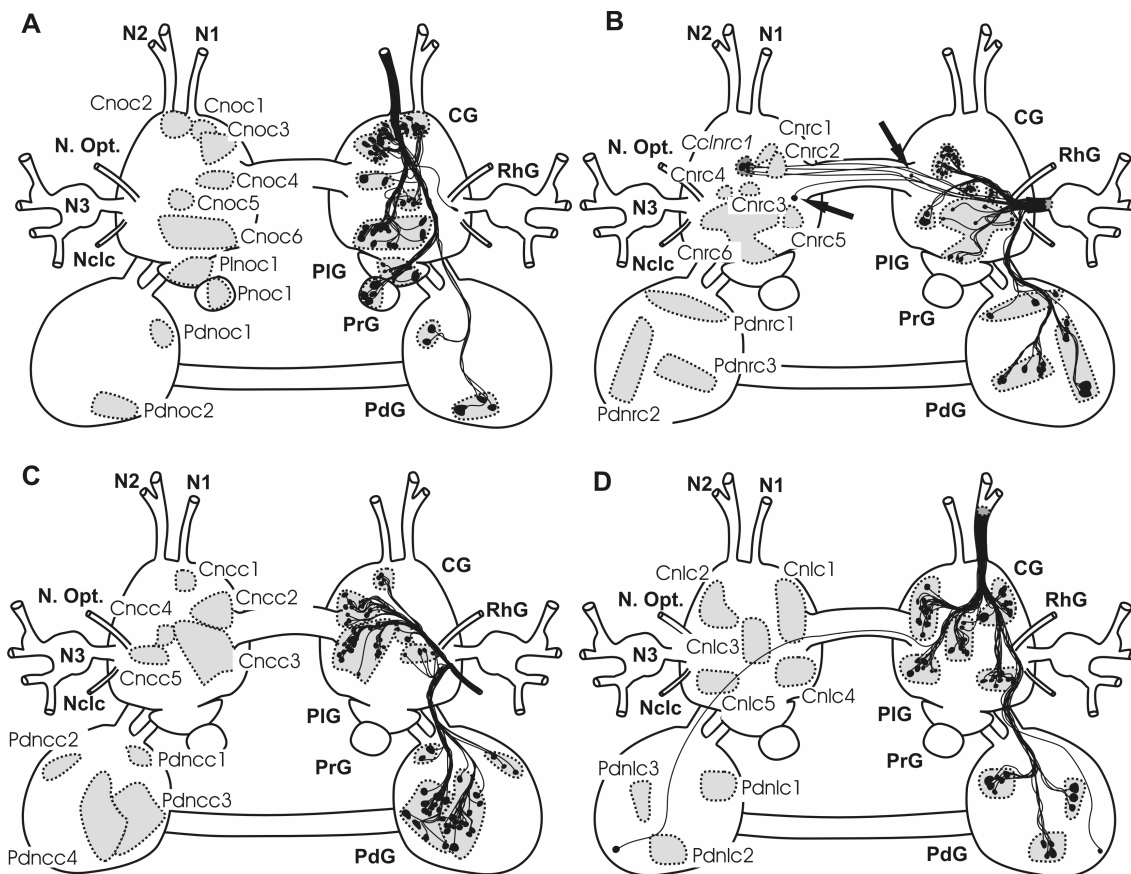 A
N2
N1
Cnoc2
Cnoc1
Cnoc3
CG
N. Opt.
RhG
Cnoc4
N3
Cnoc5
Cnoc6
Nclc
Plnoc1
PlG
Pnoc1
PrG
Pdnoc1
Pdnoc2
PdG
B
N2
N1
CG
Cclnrc1
Cnrc1
N. Opt.
Cnrc2
RhG
Cnrc4
N3
Cnrc3
Cnrc5
Nclc
Cnrc6
PlG
PrG
Pdnrc1
Pdnrc3
Pdnrc2
PdG
C
N2
N1
Cncc1
CG
N. Opt.
Cncc4
Cncc2
RhG
N3
Cncc3
Cncc5
Nclc
PlG
Pdncc2
Pdncc1
PrG
Pdncc3
Pdncc4
PdG
D
N2
N1
Cnlc2
Cnlc1
CG
N. Opt.
RhG
Cnlc3
N3
Nclc
Cnlc5
Cnlc4
PlG
PrG
Pdnlc3
Pdnlc1
Pdnlc2
PdG